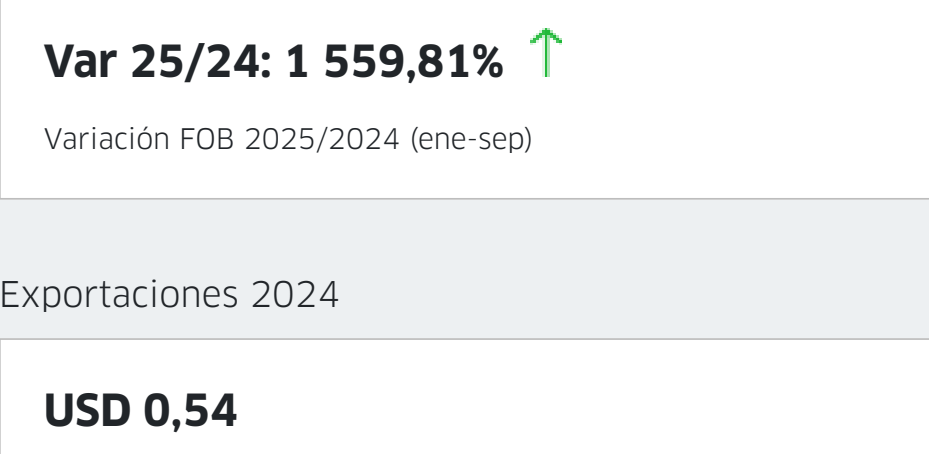 Var 25/24: 1 559,81%
Variación FOB 2025/2024 (ene-sep)
Exportaciones 2024
USD 0,54